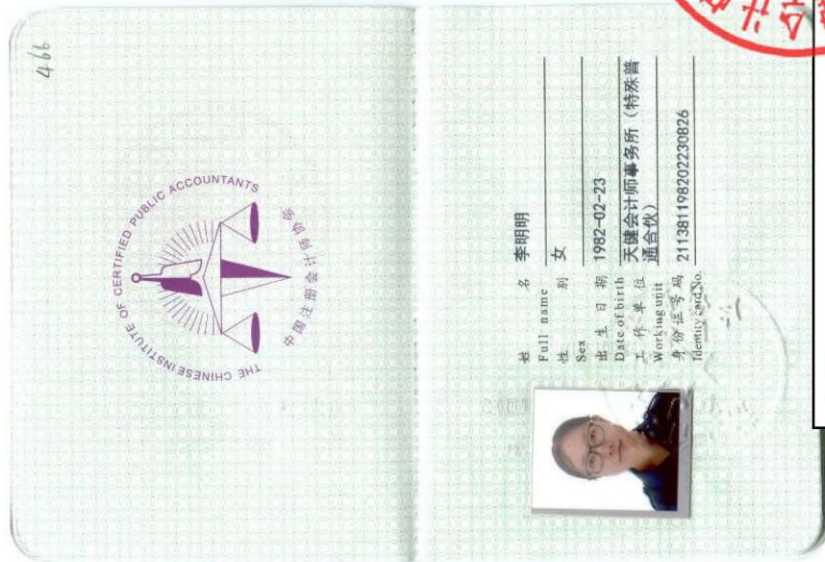 466
THE CHINESE INSTITUTE OF CERTIFIED PUBLIC ACCOUNTANTS
中国注册会计师协会
姓 名 李明明
Full name
性 别 女
Sex
出生日期 1982-02-23
Date of birth
工作单位 天健会计师事务所（特殊普
Working unit 通合伙）
身份证号码 211381198202230826
Identity card No.